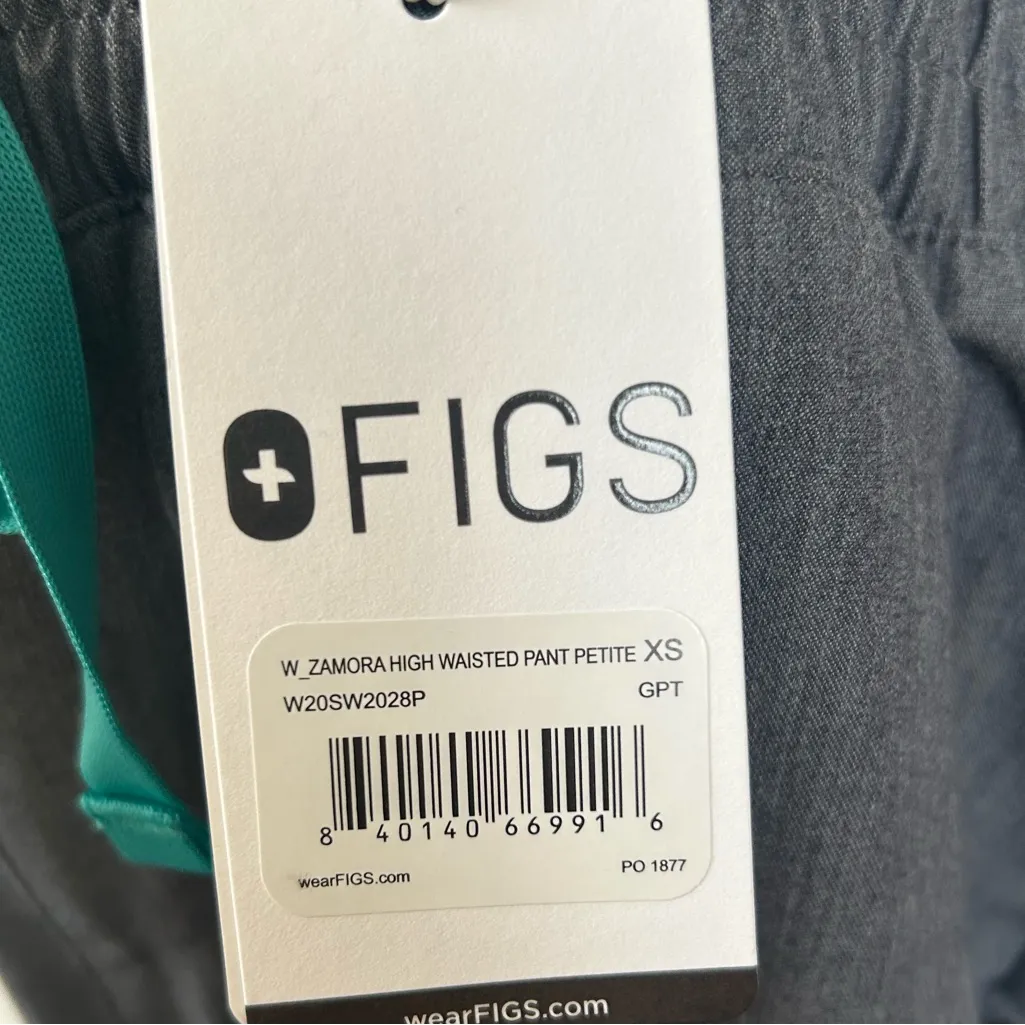 FIGS
W_ZAMORA HIGH WAISTED PANT PETITE XS
W20SW2028P GPT
8 40140 66991 6
wearFIGS.com PO 1877
wearFIGS.com